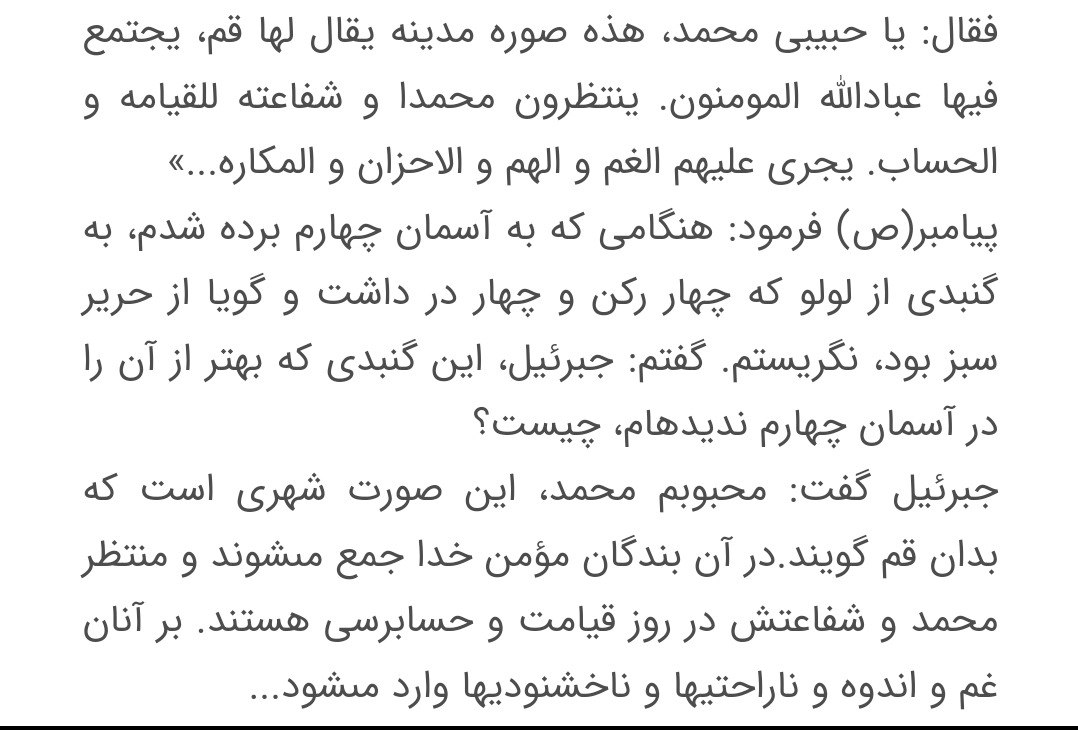 فقال: یا حبیبی محمد، هذه صوره مدینه یقال لها قم، یجتمع
فیها عبادالله المومنون. ینتظرون محمدا و شفاعته للقیامه و
الحساب. یجری علیهم الغم و الهم و الاحزان و المکاره...»
پیامبر(ص) فرمود: هنگامی که به آسمان چهارم برده شدم، به
گنبدی از لولو که چهار رکن و چهار در داشت و گویا از حریر
سبز بود، نگریستم. گفتم: جبرئیل، این گنبدی که بهتر از آن را
در آسمان چهارم ندیدهام، چیست؟
جبرئیل گفت: محبوبم محمد، این صورت شهری است که
بدان قم گویند.در آن بندگان مؤمن خدا جمع مىشوند و منتظر
محمد و شفاعتش در روز قیامت و حسابرسی هستند. بر آنان
غم و اندوه و ناراحتیها و ناخشنودیها وارد مىشود...